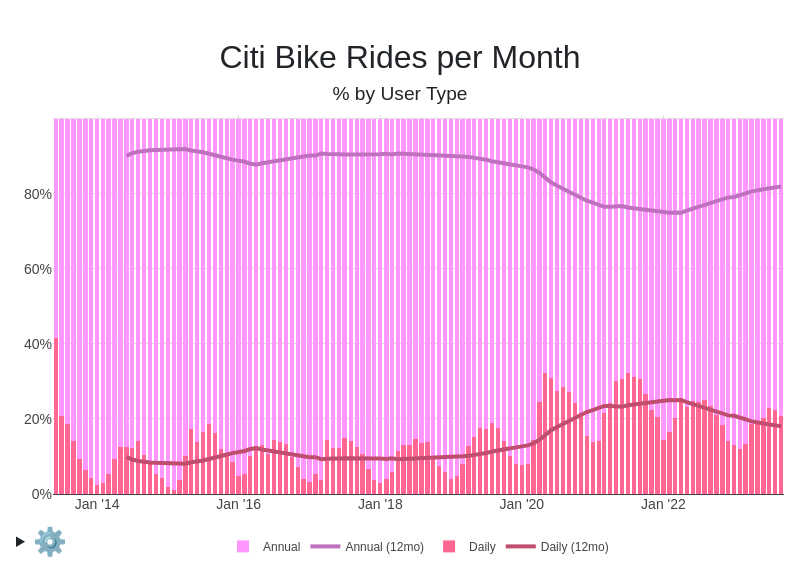 Citi Bike Rides per Month
% by User Type
80%
60%
40%
20%
0%
Jan '14 Jan '16 Jan '18 Jan '20 Jan '22
Annual Annual (12mo) Daily Daily (12mo)